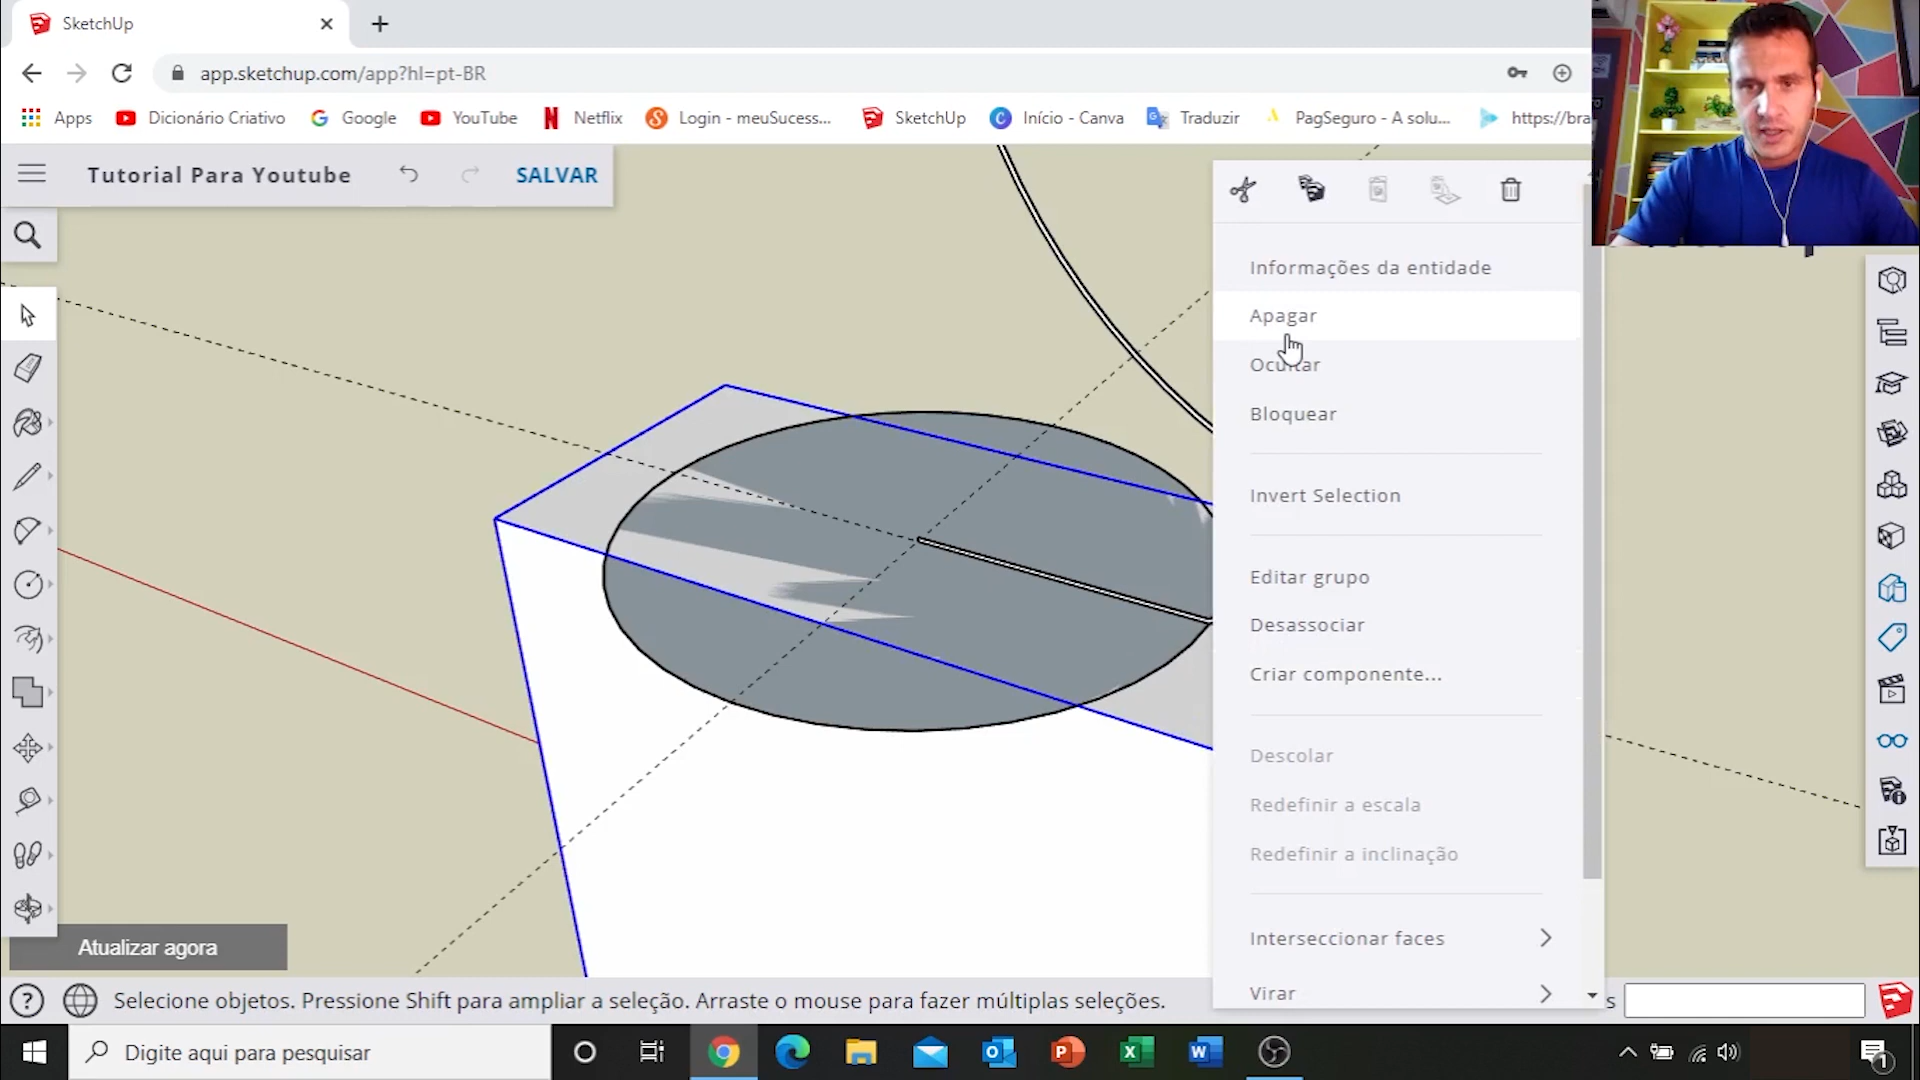 SketchUp
app.sketchup.com/app?hl=pt-BR
Apps
Dicionário Criativo
Google
YouTube
Netflix
Login - meuSucess...
SketchUp
Início - Canva
Traduzir
PagSeguro - A solu...
https://bra
Tutorial Para Youtube
SALVAR
Informações da entidade
Apagar
Ocultar
Bloquear
Invert Selection
Editar grupo
Desassociar
Criar componente...
Descolar
Redefinir a escala
Redefinir a inclinação
Interseccionar faces
Virar
Atualizar agora
Selecione objetos. Pressione Shift para ampliar a seleção. Arraste o mouse para fazer múltiplas seleções.
s
Digite aqui para pesquisar
1